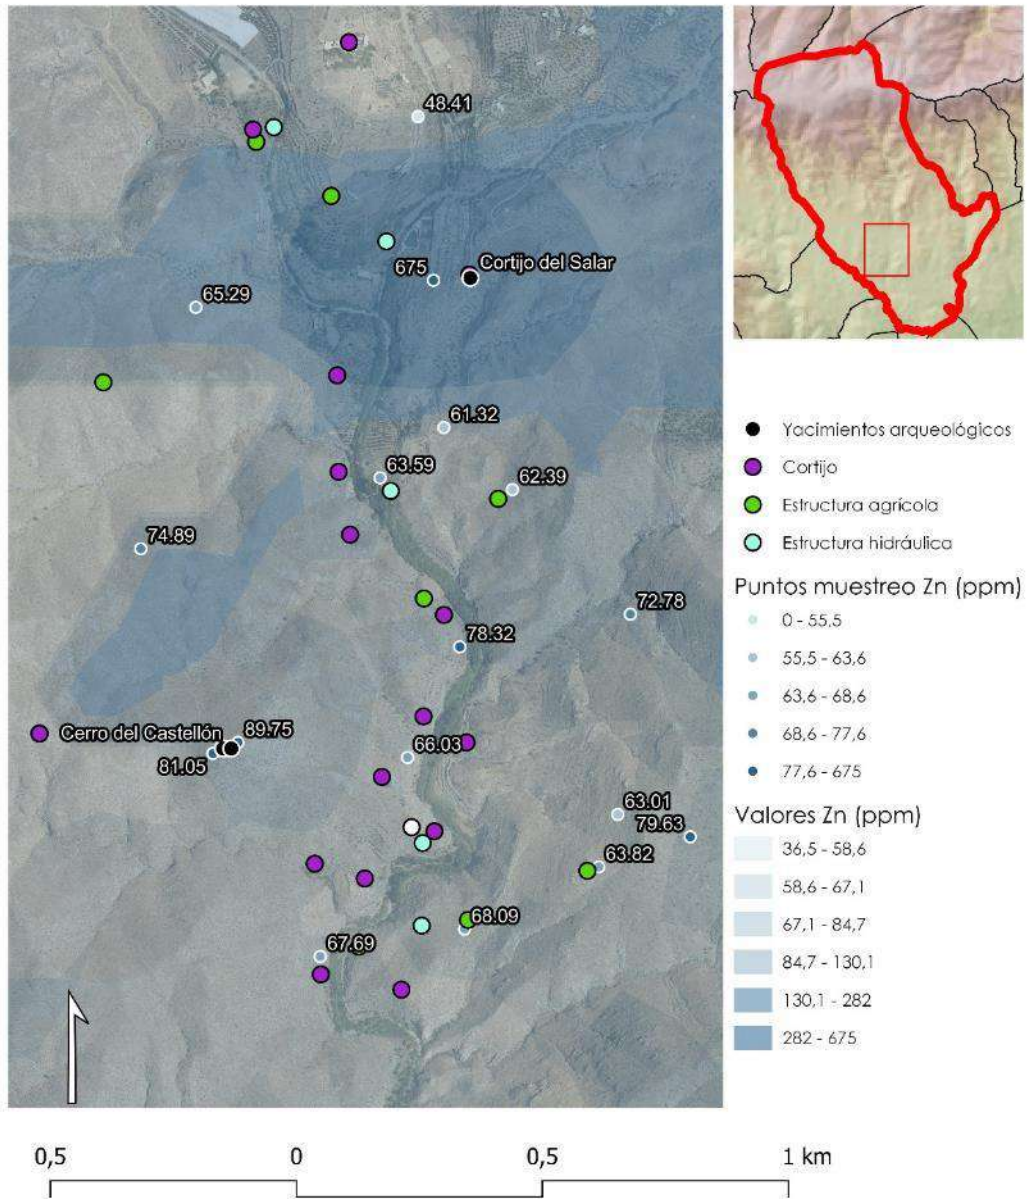 48.41
Cortijo del Salar
675
65.29
61.32
63.59
62.39
74.89
72.78
78.32
Cerro del Castellón
89.75
81.05
66.03
63.01
79.63
63.82
68.09
67.69
Yacimientos arqueológicos
Cortijo
Estructura agrícola
Estructura hidráulica
Puntos muestreo Zn (ppm)
0 - 55,5
55,5 - 63,6
63,6 - 68,6
68,6 - 77,6
77,6 - 675
Valores Zn (ppm)
36,5 - 58,6
58,6 - 67,1
67,1 - 84,7
84,7 - 130,1
130,1 - 282
282 - 675
0,5 0 0,5 1 km